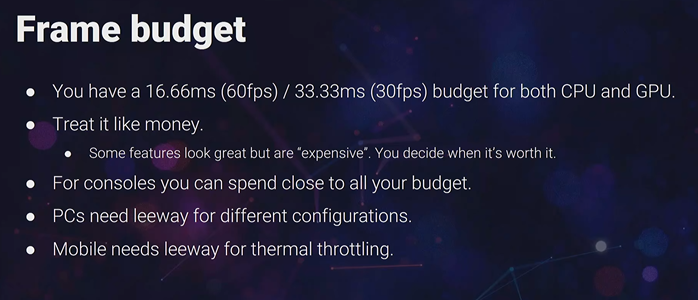 Frame budget
● You have a 16.66ms (60fps) / 33.33ms (30fps) budget for both CPU and GPU.
● Treat it like money.
● Some features look great but are “expensive”. You decide when it’s worth it.
● For consoles you can spend close to all your budget.
● PCs need leeway for different configurations.
● Mobile needs leeway for thermal throttling.